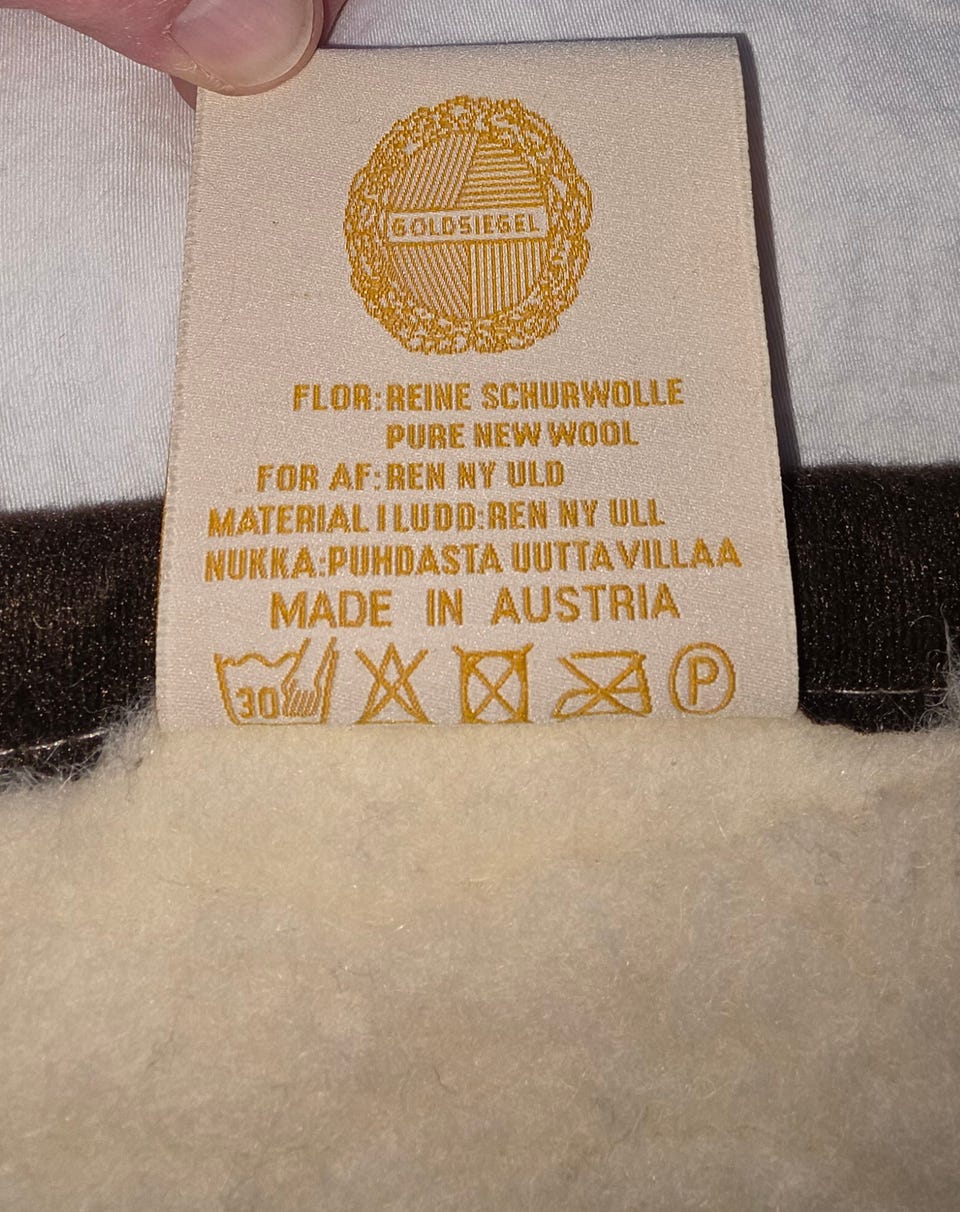 GOLDSIEGEL
FLOR: REINE SCHURWOLLE
PURE NEW WOOL
FOR AF: REN NY ULD
MATERIAL I LUDD: REN NY ULL
NUKKA: PUHDASTA UUTTA VILLAA
MADE IN AUSTRIA
30 P